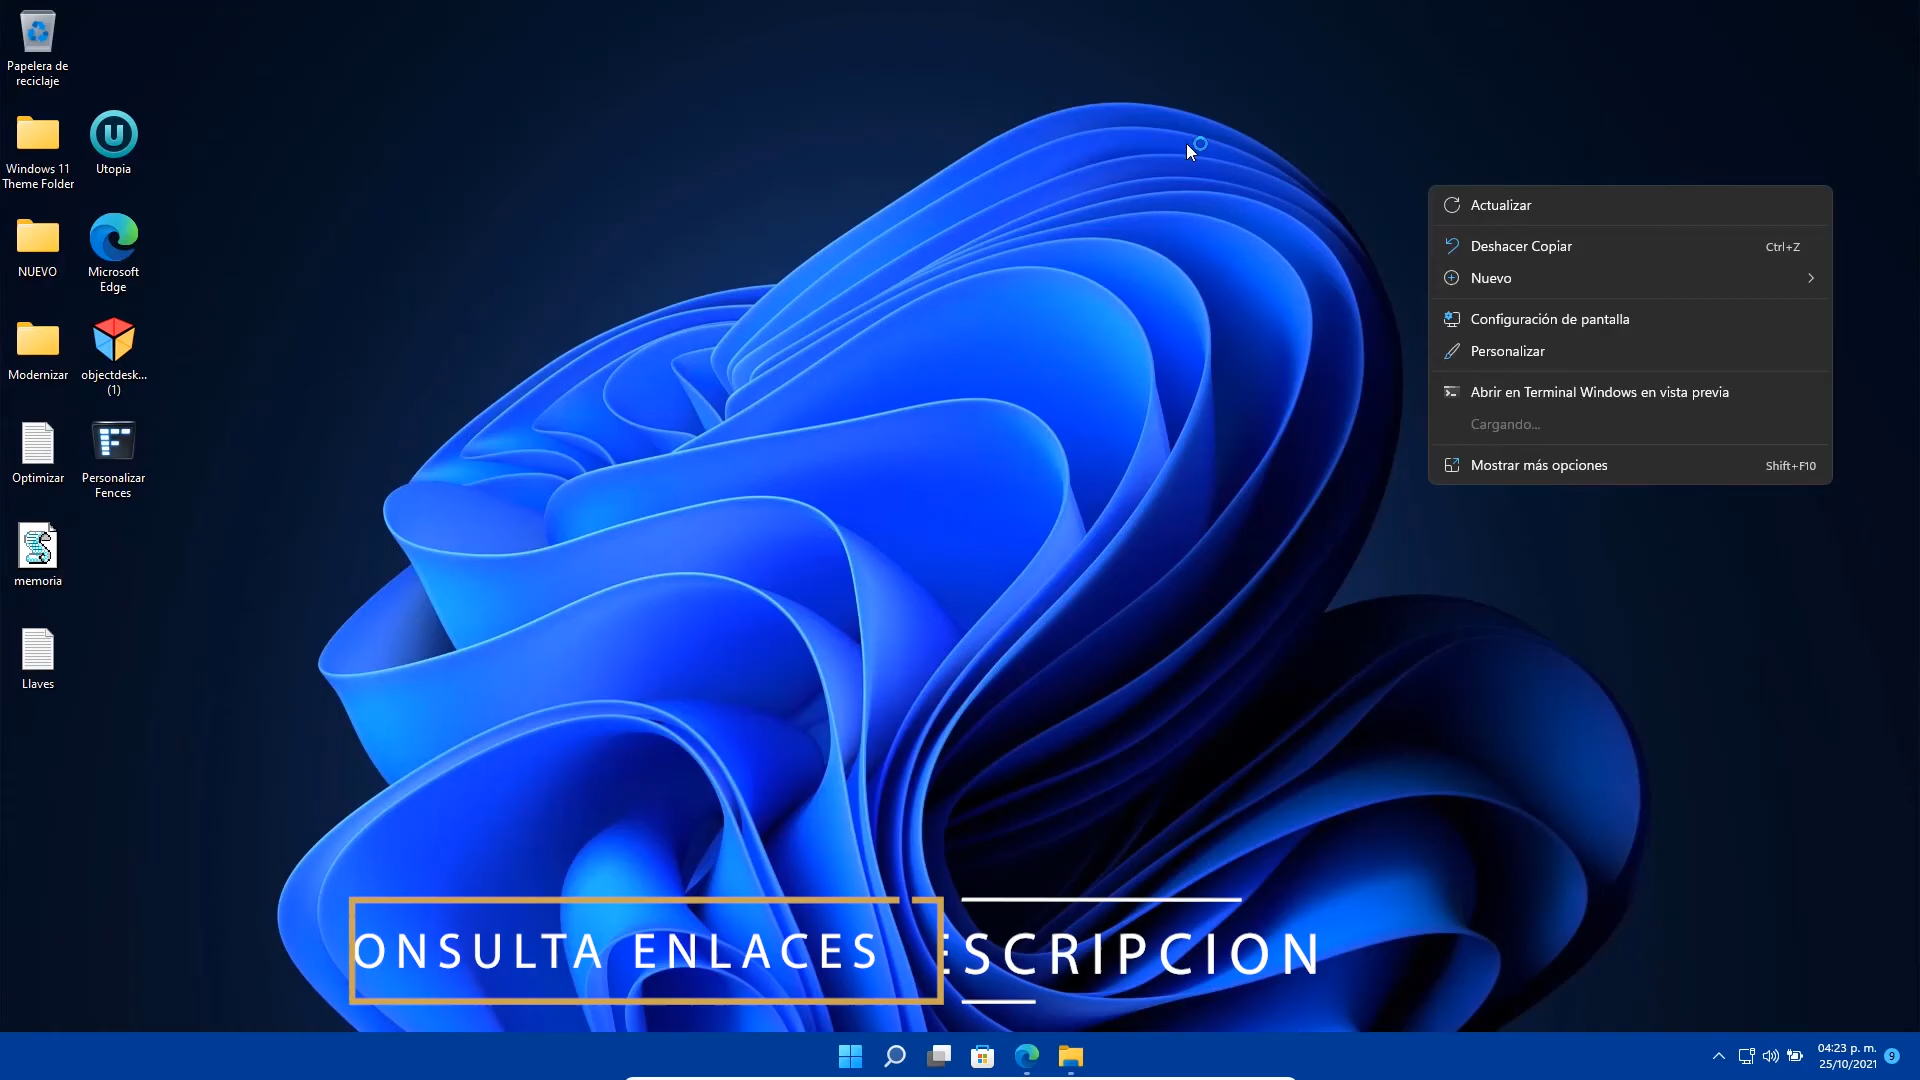 Papelera de
reciclaje
Windows 11
Theme Folder
Utopia
NUEVO
Microsoft
Edge
Modernizar
objectdesk...
(1)
Optimizar
Personalizar
Fences
memoria
Llaves
Actualizar
Deshacer Copiar Ctrl+Z
Nuevo
Configuración de pantalla
Personalizar
Abrir en Terminal Windows en vista previa
Cargando...
Mostrar más opciones Shift+F10
ONSULTA ENLACES
ESCRIPCION
04:23 p. m.
25/10/2021
9